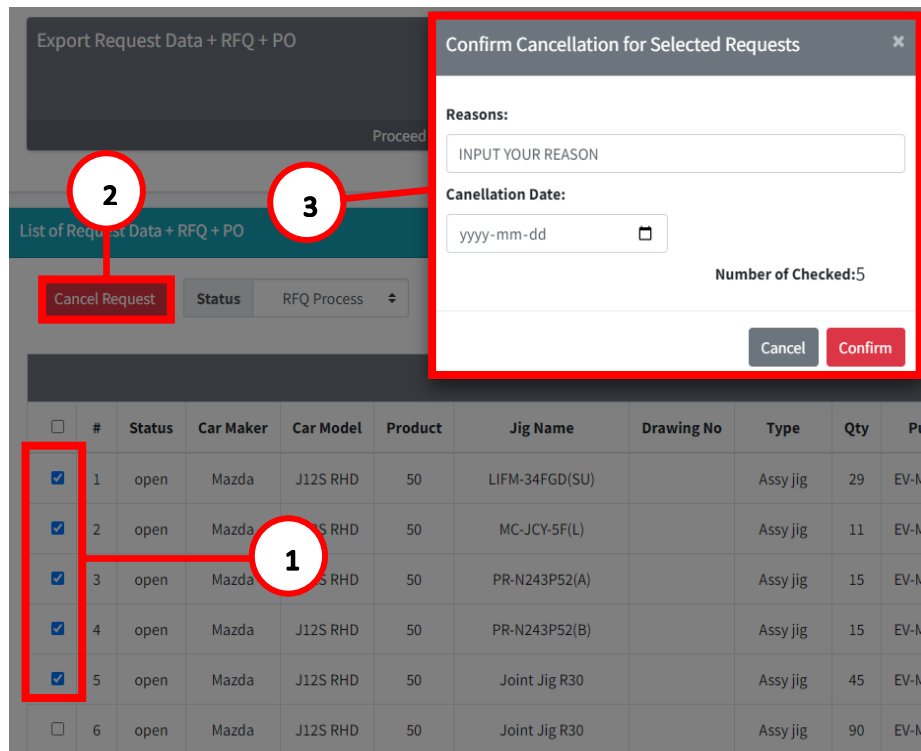 Export Request Data + RFQ + PO
Proceed
Confirm Cancellation for Selected Requests ×
Reasons:
INPUT YOUR REASON
Canellation Date:
yyyy-mm-dd
Number of Checked:5
Cancel Confirm
2
3
List of Request Data + RFQ + PO
Cancel Request Status RFQ Process
# Status Car Maker Car Model Product Jig Name Drawing No Type Qty
1 open Mazda J12S RHD 50 LIFM-34FGD(SU) Assy jig 29
2 open Mazda J12S RHD 50 MC-JCY-5F(L) Assy jig 11
1
3 open Mazda J12S RHD 50 PR-N243P52(A) Assy jig 15
4 open Mazda J12S RHD 50 PR-N243P52(B) Assy jig 15
5 open Mazda J12S RHD 50 Joint Jig R30 Assy jig 45
6 open Mazda J12S RHD 50 Joint Jig R30 Assy jig 90